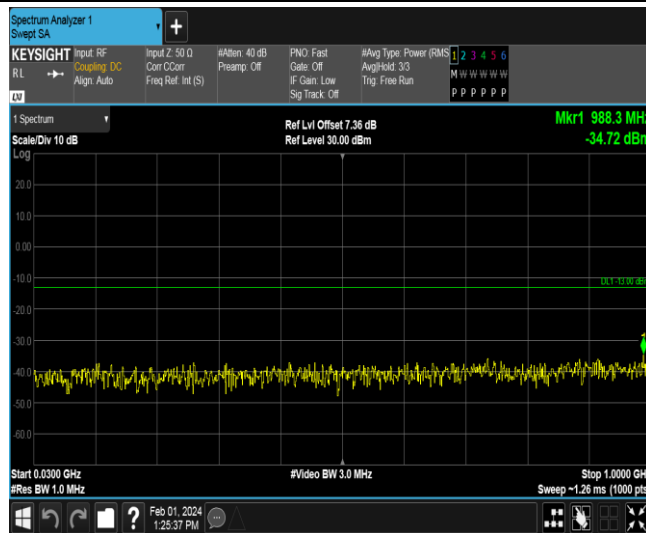 Spectrum Analyzer 1
Swept SA
+
KEYSIGHT
RL
LXI
Input: RF
Coupling: DC
Align: Auto
Input Z: 50 Ω
Corr CCorr
Freq Ref: Int (S)
#Atten: 40 dB
Preamp: Off
PNO: Fast
Gate: Off
IF Gain: Low
Sig Track: Off
#Avg Type: Power (RMS
Avg|Hold: 3/3
Trig: Free Run
1 2 3 4 5 6
M W W W W W
P P P P P P
1 Spectrum
Scale/Div 10 dB
Log
Ref Lvl Offset 7.36 dB
Ref Level 30.00 dBm
Mkr1 988.3 MHz
-34.72 dBm
20.0
10.0
0.00
-10.0
DL1 -13.00 dBm
-20.0
-30.0
-40.0
-50.0
-60.0
Start 0.0300 GHz
#Res BW 1.0 MHz
#Video BW 3.0 MHz
Stop 1.0000 GH
Sweep ~1.26 ms (1000 pts
?
Feb 01, 2024
1:25:37 PM